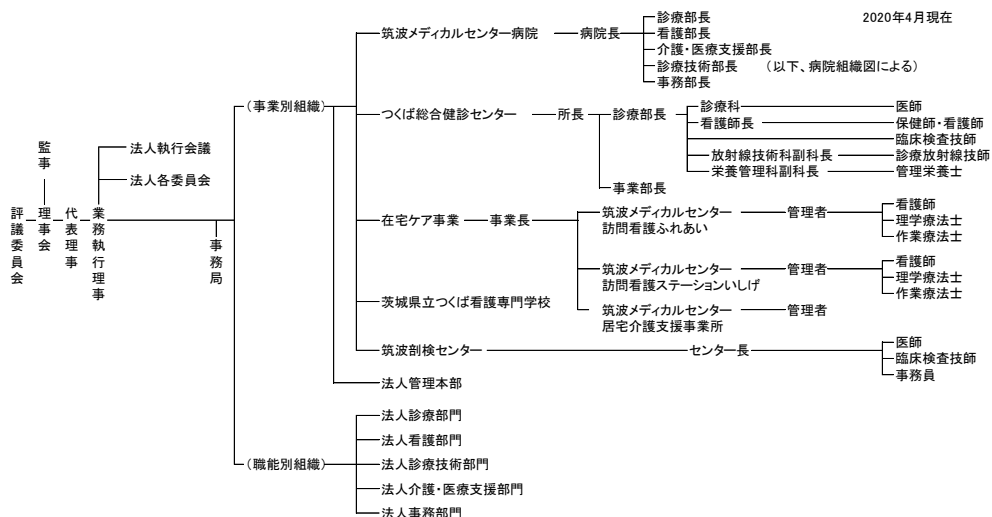 2020年4月現在
評議委員会
監事
理事会
代表理事
業務執行理事
法人執行会議
法人各委員会
事務局
(事業別組織)
筑波メディカルセンター病院
病院長
診療部長
看護部長
介護・医療支援部長
診療技術部長 (以下、病院組織図による)
事務部長
つくば総合健診センター
所長
診療部長
診療科
医師
看護師長
保健師・看護師
臨床検査技師
放射線技術科副科長
診療放射線技師
栄養管理科副科長
管理栄養士
事業部長
在宅ケア事業
事業長
筑波メディカルセンター
訪問看護ふれあい
管理者
看護師
理学療法士
作業療法士
筑波メディカルセンター
訪問看護ステーションいしげ
管理者
看護師
理学療法士
作業療法士
筑波メディカルセンター
居宅介護支援事業所
管理者
茨城県立つくば看護専門学校
筑波剖検センター
センター長
医師
臨床検査技師
事務員
法人管理本部
(職能別組織)
法人診療部門
法人看護部門
法人診療技術部門
法人介護・医療支援部門
法人事務部門